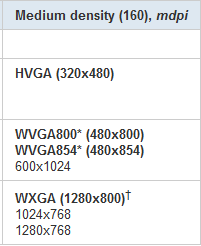 Medium density (160), mdpi
HVGA (320x480)
WVGA800* (480x800)
WVGA854* (480x854)
600x1024
WXGA (1280x800)†
1024x768
1280x768